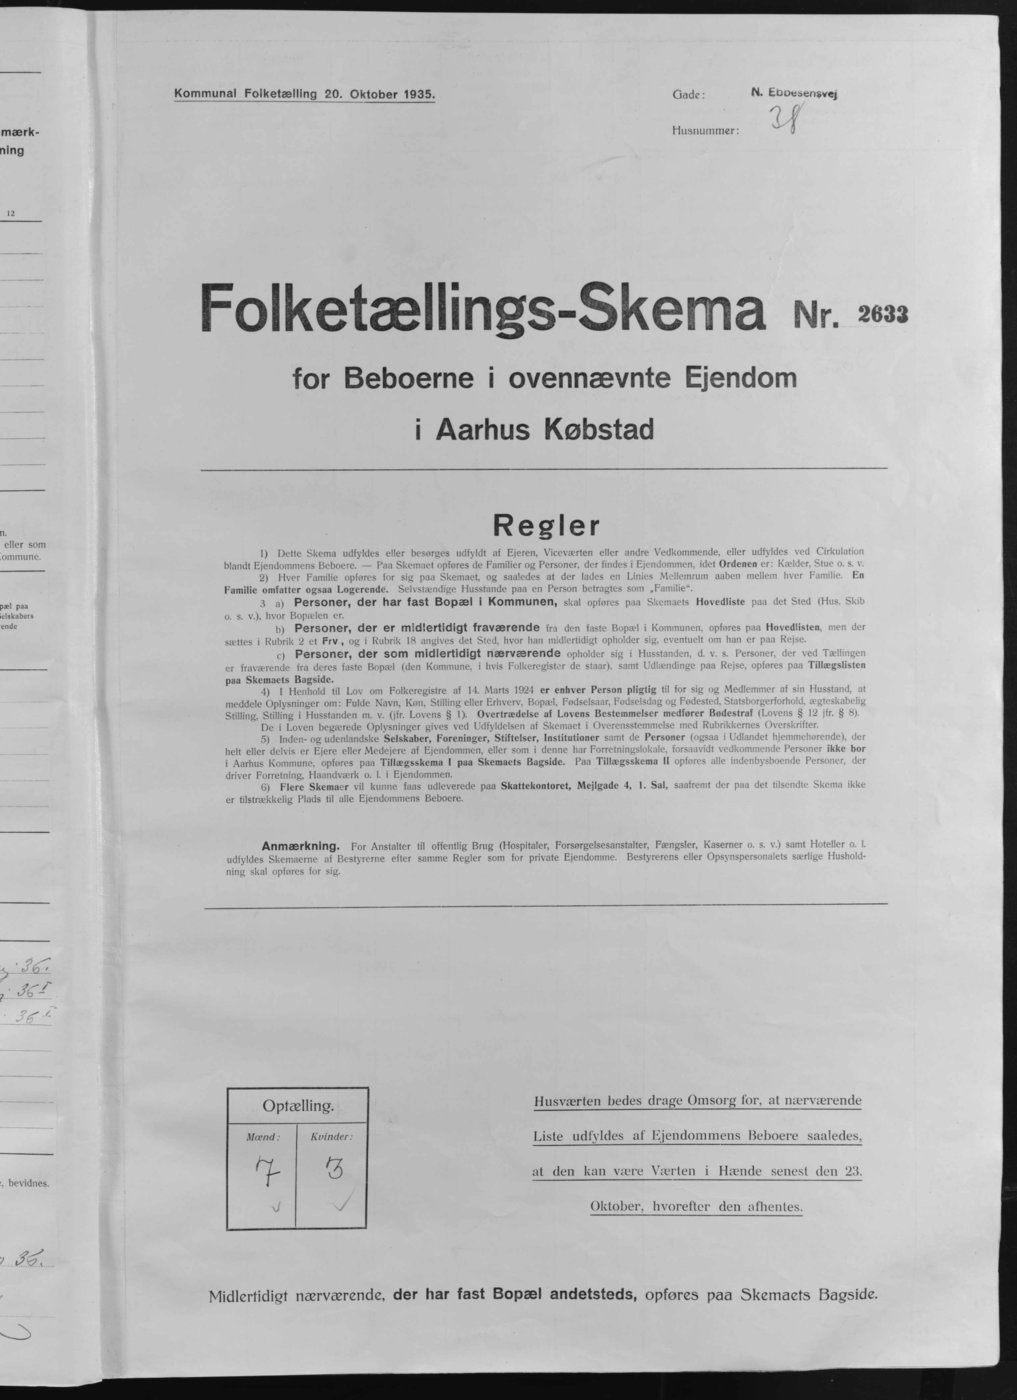 mærk-
ning
12
n.
eller som
Commune.
pæl paa
Selskabers
ende
36.
36 I
36
, bevidnes.
36.
Kommunal Folketælling 20. Oktober 1935.
Gade: N. Ebbesensvej
Husnummer: 38
Folketællings-Skema Nr. 2633
for Beboerne i ovennævnte Ejendom
i Aarhus Købstad
Regler
1) Dette Skema udfyldes eller besørges udfyldt af Ejeren, Viceværten eller andre Vedkommende, eller udfyldes ved Cirkulation
blandt Ejendommens Beboere. — Paa Skemaet opføres de Familier og Personer, der findes i Ejendommen, idet Ordenen er: Kælder, Stue o. s. v.
2) Hver Familie opføres for sig paa Skemaet, og saaledes at der lades en Linies Mellemrum aaben mellem hver Familie. En
Familie omfatter ogsaa Logerende. Selvstændige Husstande paa en Person betragtes som „Familie“.
3 a) Personer, der har fast Bopæl i Kommunen, skal opføres paa Skemaets Hovedliste paa det Sted (Hus, Skib
o. s. v.), hvor Bopælen er.
b) Personer, der er midlertidigt fraværende fra den faste Bopæl i Kommunen, opføres paa Hovedlisten, men der
sættes i Rubrik 2 et Frv., og i Rubrik 18 angives det Sted, hvor han midlertidigt opholder sig, eventuelt om han er paa Rejse.
c) Personer, der som midlertidigt nærværende opholder sig i Husstanden, d. v. s. Personer, der ved Tællingen
er fraværende fra deres faste Bopæl (den Kommune, i hvis Folkeregister de staar), samt Udlændinge paa Rejse, opføres paa Tillægslisten
paa Skemaets Bagside.
4) I Henhold til Lov om Folkeregistre af 14. Marts 1924 er enhver Person pligtig til for sig og Medlemmer af sin Husstand, at
meddele Oplysninger om: Fulde Navn, Køn, Stilling eller Erhverv, Bopæl, Fødselsaar, Fødselsdag og Fødested, Statsborgerforhold, ægteskabelig
Stilling, Stilling i Husstanden m. v. (jfr. Lovens § 1). Overtrædelse af Lovens Bestemmelser medfører Bødestraf (Lovens § 12 jfr. § 8).
De i Loven begærede Oplysninger gives ved Udfyldelsen af Skemaet i Overensstemmelse med Rubrikkernes Overskrifter.
5) Inden- og udenlandske Selskaber, Foreninger, Stiftelser, Institutioner samt de Personer (ogsaa i Udlandet hjemmehørende), der
helt eller delvis er Ejere eller Medejere af Ejendommen, eller som i denne har Forretningslokale, forsaavidt vedkommende Personer ikke bor
i Aarhus Kommune, opføres paa Tillægsskema I paa Skemaets Bagside. Paa Tillægsskema II opføres alle indenbysboende Personer, der
driver Forretning, Haandværk o. l. i Ejendommen.
6) Flere Skemaer vil kunne faas udleverede paa Skattekontoret, Mejlgade 4, 1. Sal, saafremt der paa det tilsendte Skema ikke
er tilstrækkelig Plads til alle Ejendommens Beboere.
Anmærkning. For Anstalter til offentlig Brug (Hospitaler, Forsørgelsesanstalter, Fængsler, Kaserner o. s. v.) samt Hoteller o. l.
udfyldes Skemaerne af Bestyrerne efter samme Regler som for private Ejendomme. Bestyrerens eller Opsynspersonalets særlige Hushold-
ning skal opføres for sig.
Optælling.
Mænd: Kvinder:
7 3
Husværten bedes drage Omsorg for, at nærværende
Liste udfyldes af Ejendommens Beboere saaledes,
at den kan være Værten i Hænde senest den 23.
Oktober, hvorefter den afhentes.
Midlertidigt nærværende, der har fast Bopæl andetsteds, opføres paa Skemaets Bagside.